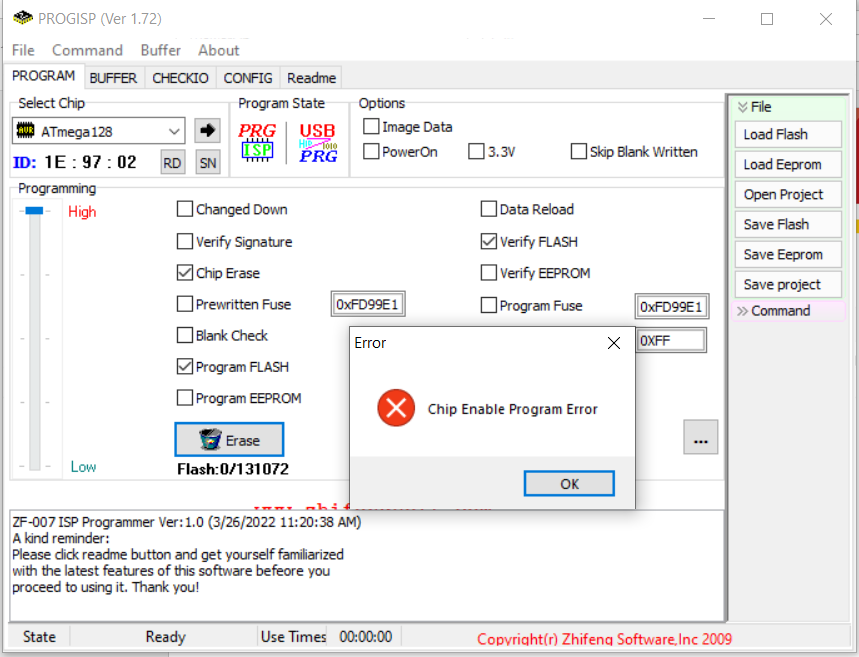 PROGISP (Ver 1.72)
File Command Buffer About
PROGRAM BUFFER CHECKIO CONFIG Readme
Select Chip
AVR ATmega128
ID: 1E : 97 : 02 RD SN
Program State
PRG ISP
USB PRG
Options
Image Data
PowerOn 3.3V Skip Blank Written
Programming
High
Low
Changed Down
Verify Signature
Chip Erase
Prewritten Fuse 0xFD99E1
Blank Check
Program FLASH
Program EEPROM
Erase
Flash:0/131072
Data Reload
Verify FLASH
Verify EEPROM
Program Fuse 0xFD99E1
0XFF
...
Error
Chip Enable Program Error
OK
File
Load Flash
Load Eeprom
Open Project
Save Flash
Save Eeprom
Save project
Command
ZF-007 ISP Programmer Ver:1.0 (3/26/2022 11:20:38 AM)
A kind reminder:
Please click readme button and get yourself familiarized
with the latest features of this software befeore you
proceed to using it. Thank you!
State Ready Use Times 00:00:00 Copyright(r) Zhifeng Software,Inc 2009